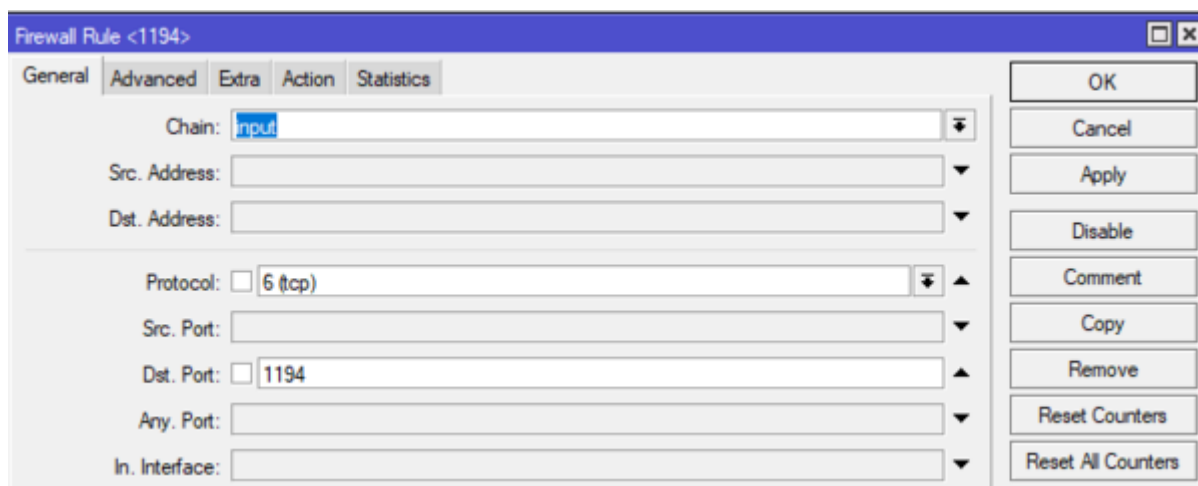 Firewall Rule <1194>
General Advanced Extra Action Statistics
Chain: input
Src. Address:
Dst. Address:
Protocol: 6 (tcp)
Src. Port:
Dst. Port: 1194
Any. Port:
In. Interface:
OK
Cancel
Apply
Disable
Comment
Copy
Remove
Reset Counters
Reset All Counters